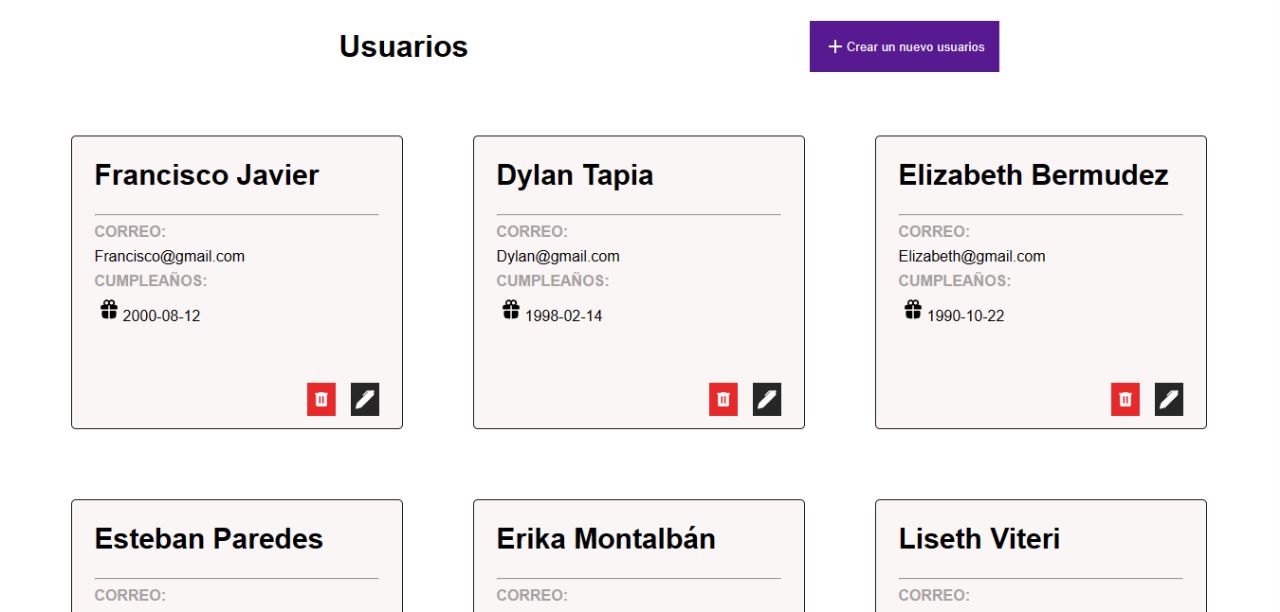 Usuarios
Crear un nuevo usuarios
Francisco Javier
CORREO:
Francisco@gmail.com
CUMPLEAÑOS:
2000-08-12
Dylan Tapia
CORREO:
Dylan@gmail.com
CUMPLEAÑOS:
1998-02-14
Elizabeth Bermudez
CORREO:
Elizabeth@gmail.com
CUMPLEAÑOS:
1990-10-22
Esteban Paredes
CORREO:
Erika Montalbán
CORREO:
Liseth Viteri
CORREO: